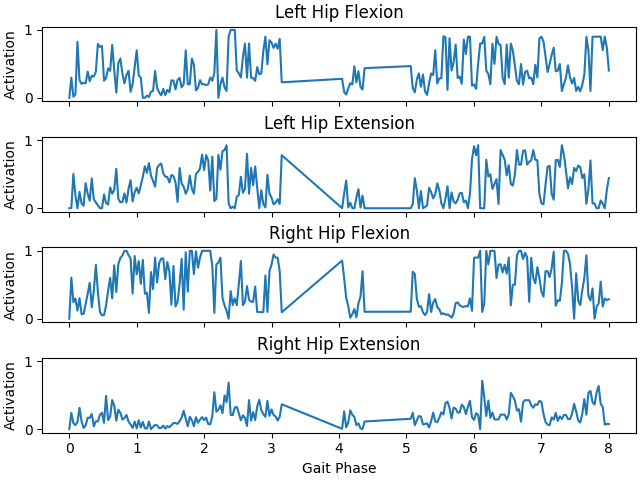 Left Hip Flexion
Activation
1
0
Left Hip Extension
Activation
1
0
Right Hip Flexion
Activation
1
0
Right Hip Extension
Activation
1
0
0 1 2 3 4 5 6 7 8
Gait Phase